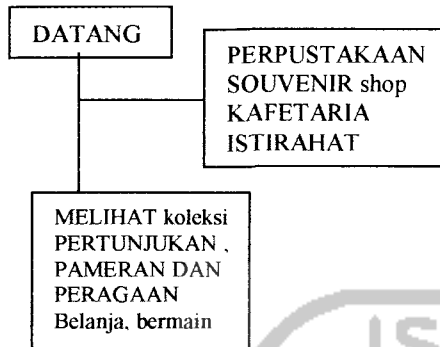 DATANG
PERPUSTAKAAN
SOUVENIR shop
KAFETARIA
ISTIRAHAT
MELIHAT koleksi
PERTUNJUKAN ,
PAMERAN DAN
PERAGAAN
Belanja, bermain